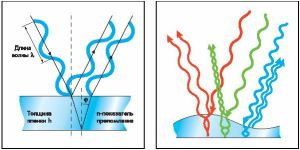 Длина
волны λ
φ
Толщина
пленки h
n-показатель
преломления